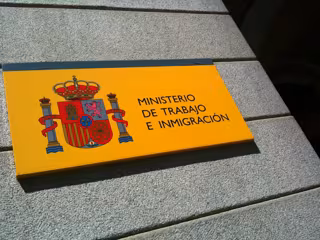 MINISTERIO
DE TRABAJO
E INMIGRACIÓN